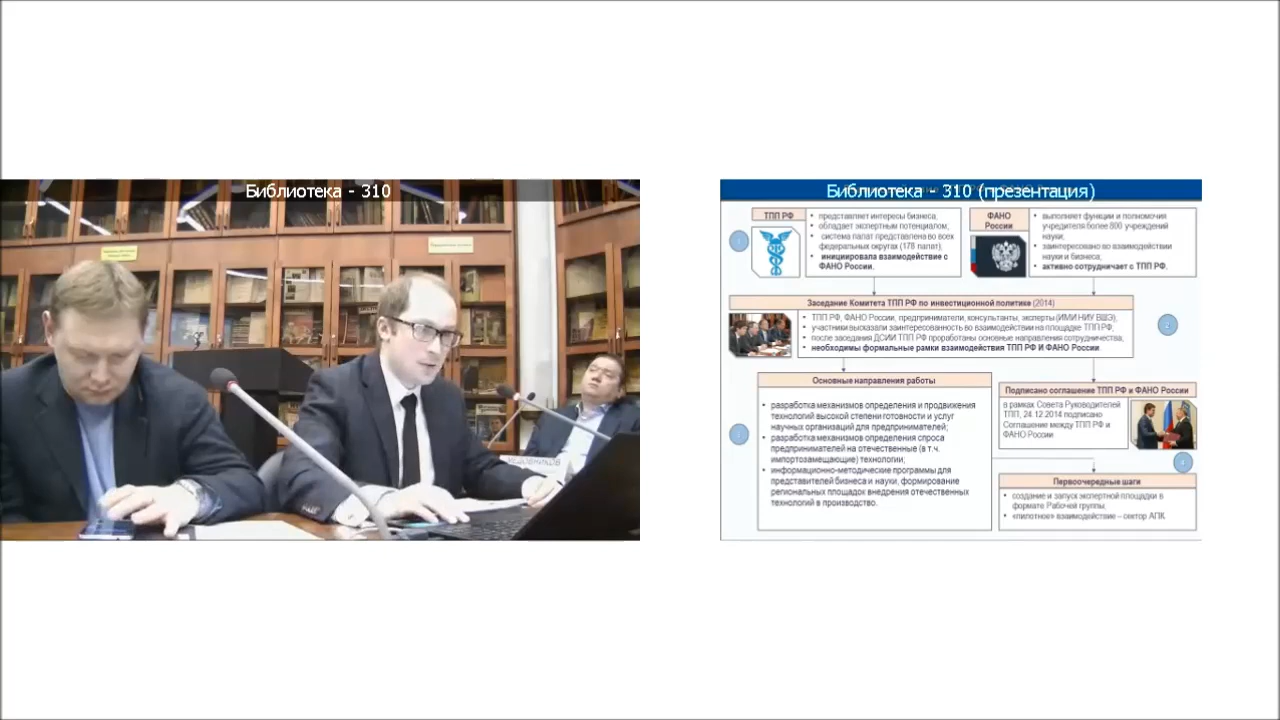 Библиотека - 310
МЕДОВНИКОВ
Библиотека - 310 (презентация)
ТПП РФ
• представляет интересы бизнеса,
• обладает экспертным потенциалом,
• система палат представлена во всех
федеральных округах (178 палат),
• инициировала взаимодействие с
ФАНО России.
ФАНО
России
• выполняет функции и полномочия
учредителя более 800 учреждений
науки;
• заинтересовано во взаимодействии
науки и бизнеса;
• активно сотрудничает с ТПП РФ.
1
Заседание Комитета ТПП РФ по инвестиционной политике (2014)
• ТПП РФ, ФАНО России, предприниматели, консультанты, эксперты (ИМИ НИУ ВШЭ),
• участники высказали заинтересованность во взаимодействии на площадке ТПП РФ;
• после заседания ДСИИ ТПП РФ проработаны основные направления сотрудничества;
• необходимы формальные рамки взаимодействия ТПП РФ И ФАНО России
2
Основные направления работы
• разработка механизмов определения и продвижения
технологий высокой степени готовности и услуг
научных организаций для предпринимателей;
• разработка механизмов определения спроса
предпринимателей на отечественные (в т.ч.
импортозамещающие) технологии;
• информационно-методические программы для
представителей бизнеса и науки, формирование
региональных площадок внедрения отечественных
технологий в производство.
3
Подписано соглашение ТПП РФ и ФАНО России
в рамках Совета Руководителей
ТПП, 24.12.2014 подписано
Соглашение между ТПП РФ и
ФАНО России
4
Первоочередные шаги
• создание и запуск экспертной площадки в
формате Рабочей группы,
• «пилотное» взаимодействие – сектор АПК